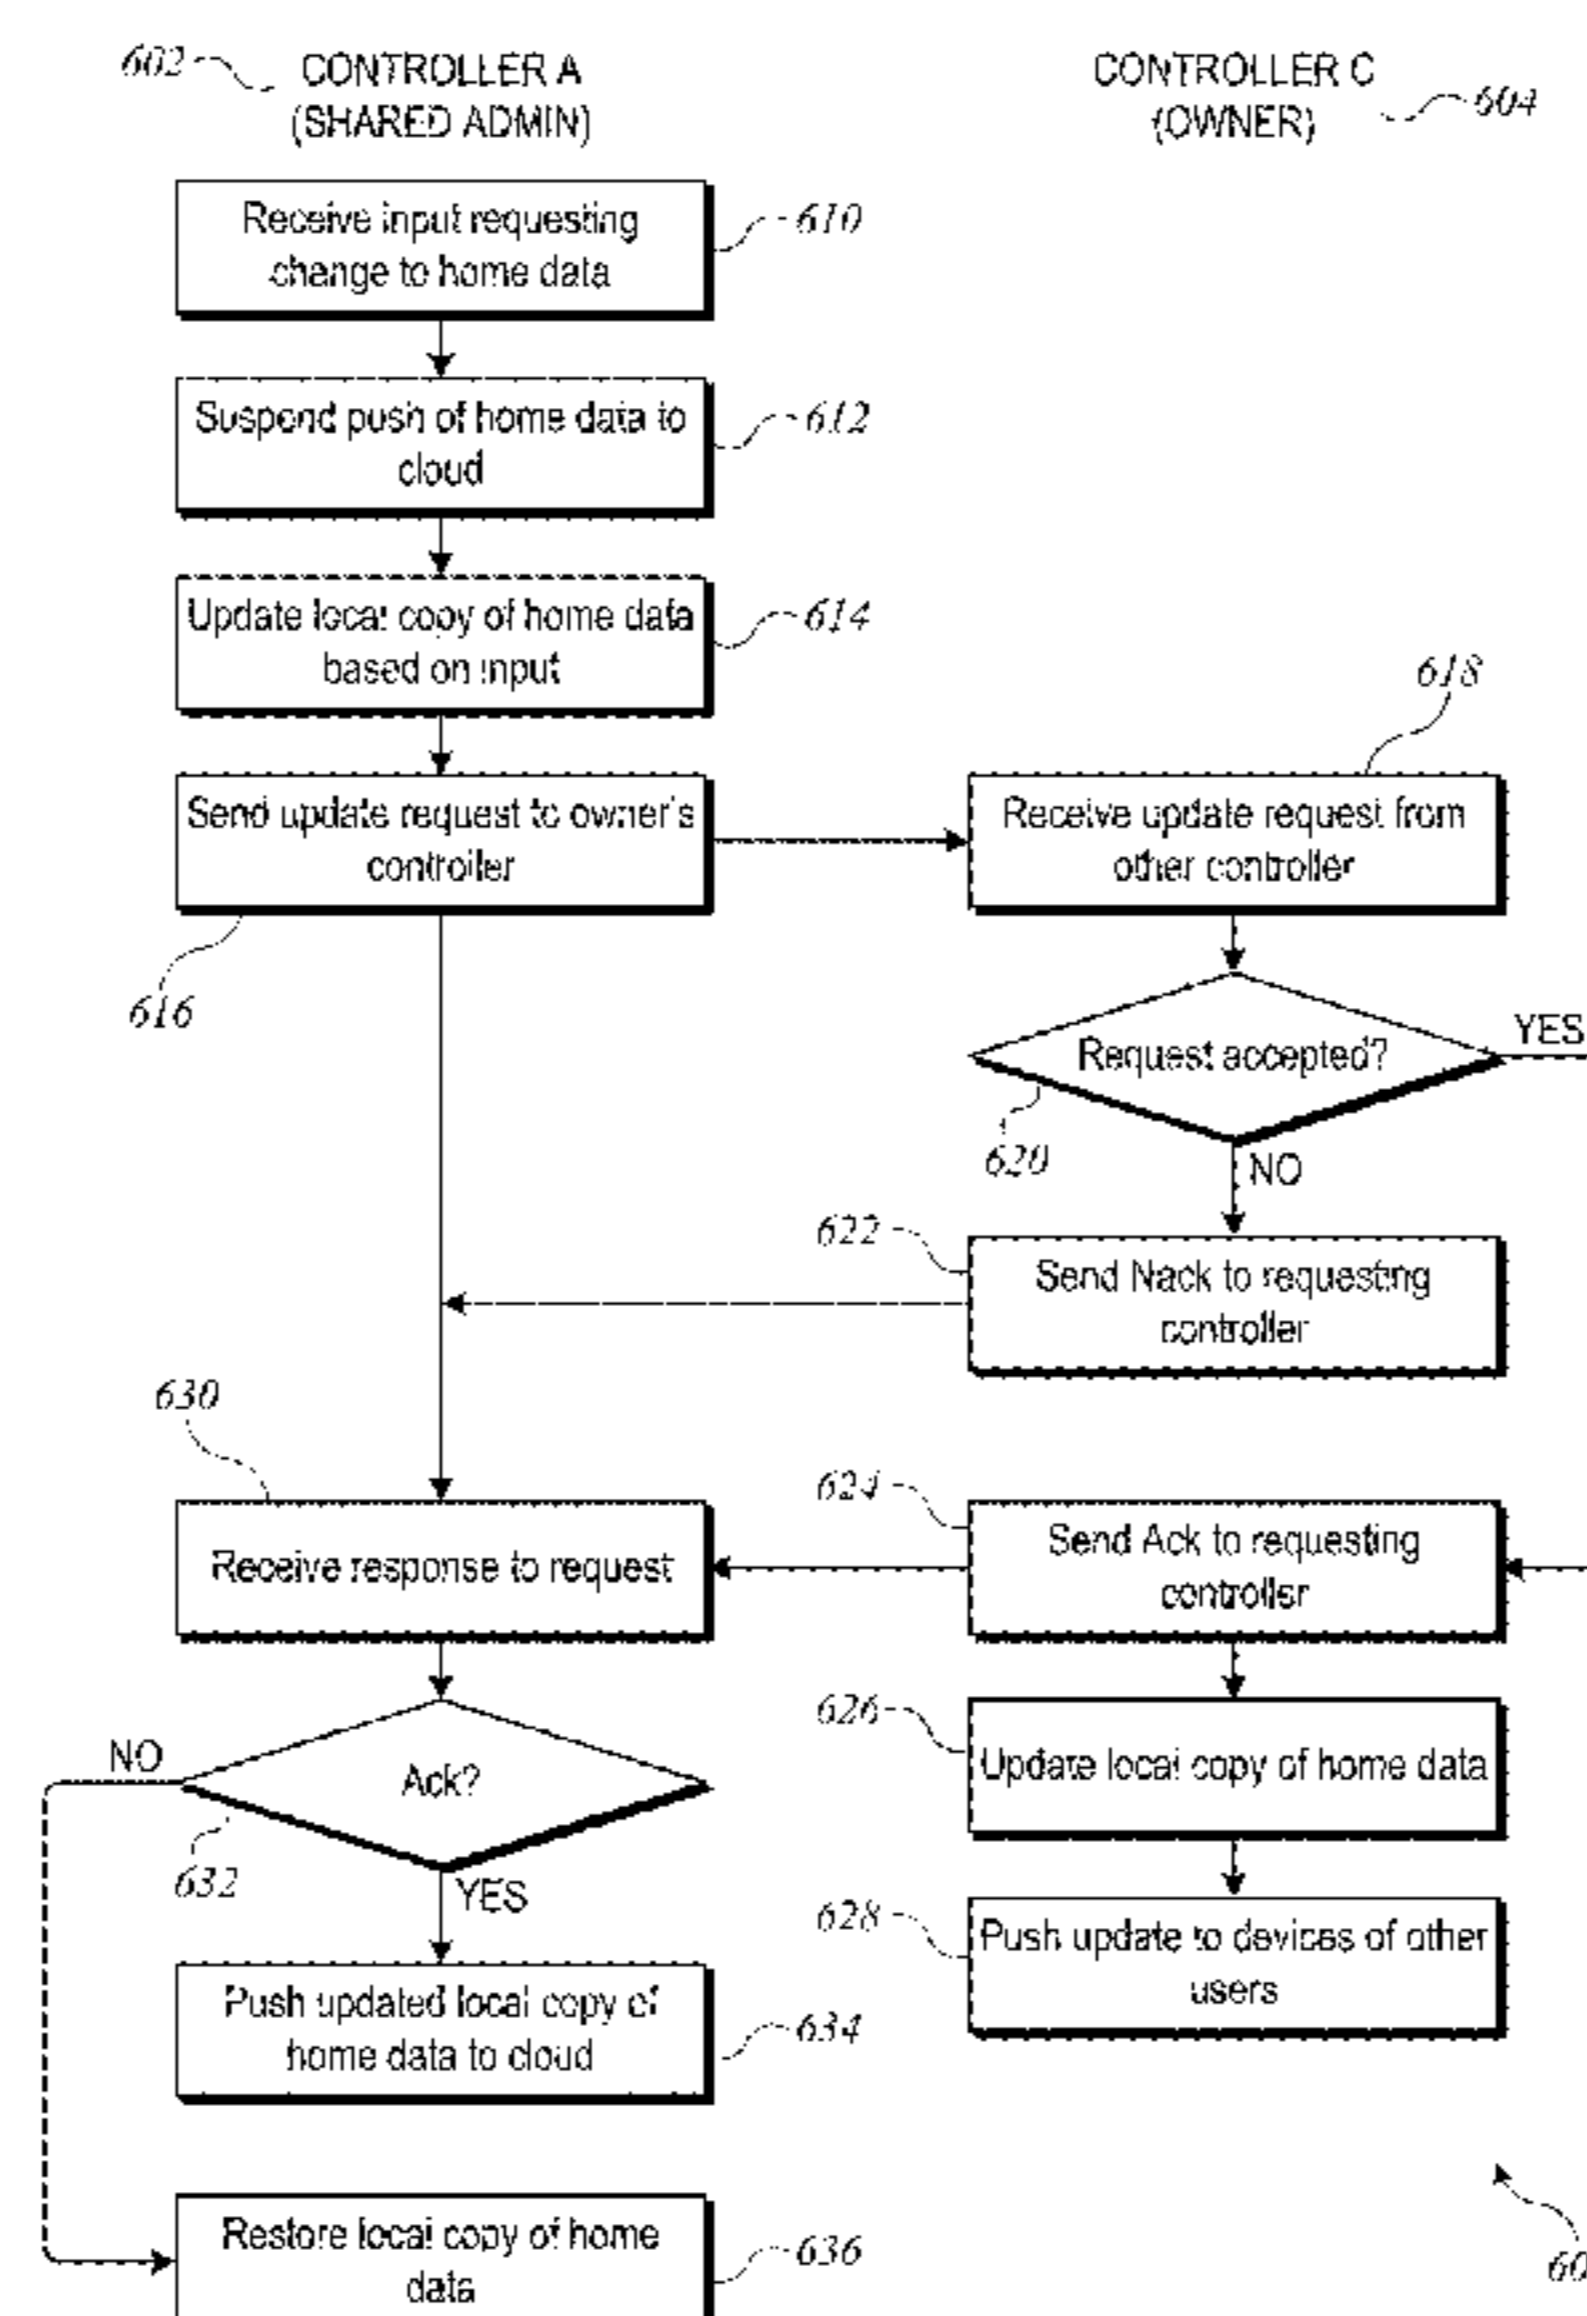 602
CONTROLLER A
(SHARED ADMIN)
CONTROLLER C
(OWNER)
604
Receive input requesting
change to home data
610
Suspend push of home data to
cloud
612
Update local copy of home data
based on input
614
618
Send update request to owner's
controller
Receive update request from
other controller
616
Request accepted?
YES
620
NO
622
Send Nack to requesting
controller
630
624
Receive response to request
Send Ack to requesting
controller
626
NO
Ack?
Update local copy of home data
632
YES
628
Push update to devices of other
users
Push updated local copy of
home data to cloud
634
Restore local copy of home
data
636
60